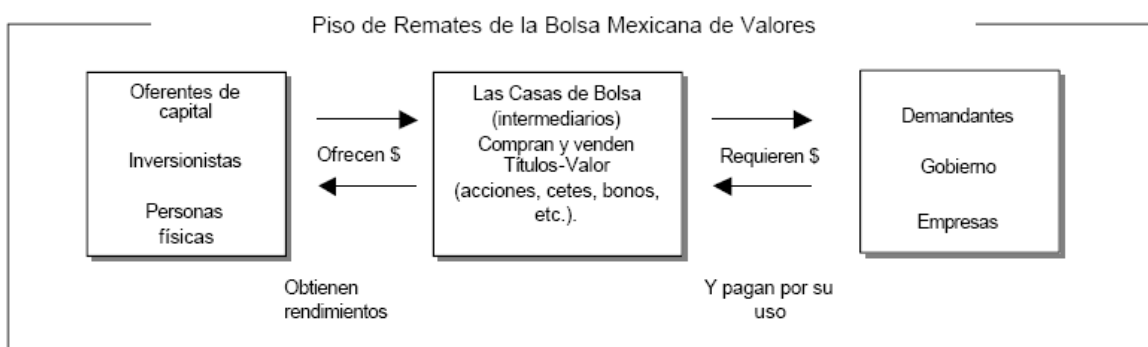 Piso de Remates de la Bolsa Mexicana de Valores
Oferentes de
capital
Inversionistas
Personas
físicas
Ofrecen $
Obtienen
rendimientos
Las Casas de Bolsa
(intermediarios)
Compran y venden
Títulos-Valor
(acciones, cetes, bonos,
etc.).
Requieren $
Y pagan por su
uso
Demandantes
Gobierno
Empresas